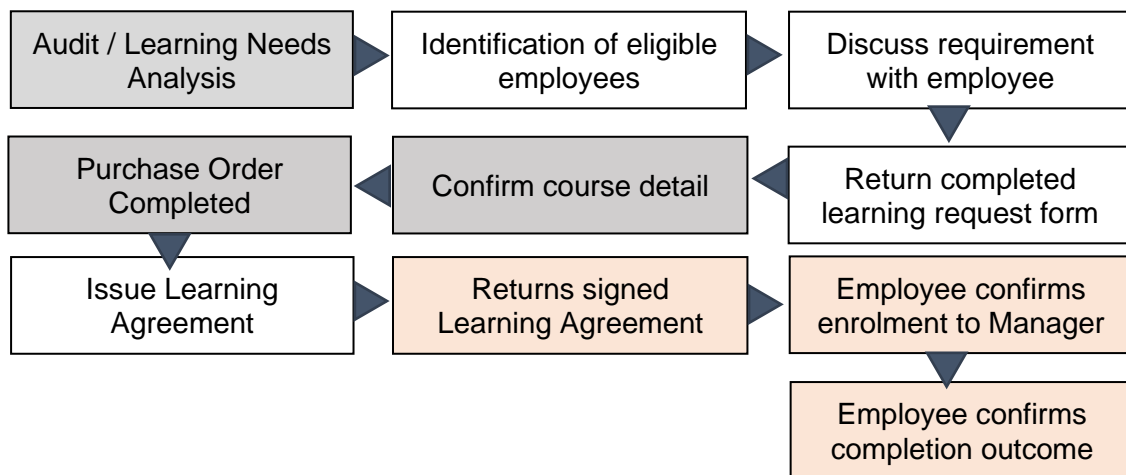 Audit / Learning Needs
Analysis
Identification of eligible
employees
Discuss requirement
with employee
Purchase Order
Completed
Confirm course detail
Return completed
learning request form
Issue Learning
Agreement
Returns signed
Learning Agreement
Employee confirms
enrolment to Manager
Employee confirms
completion outcome